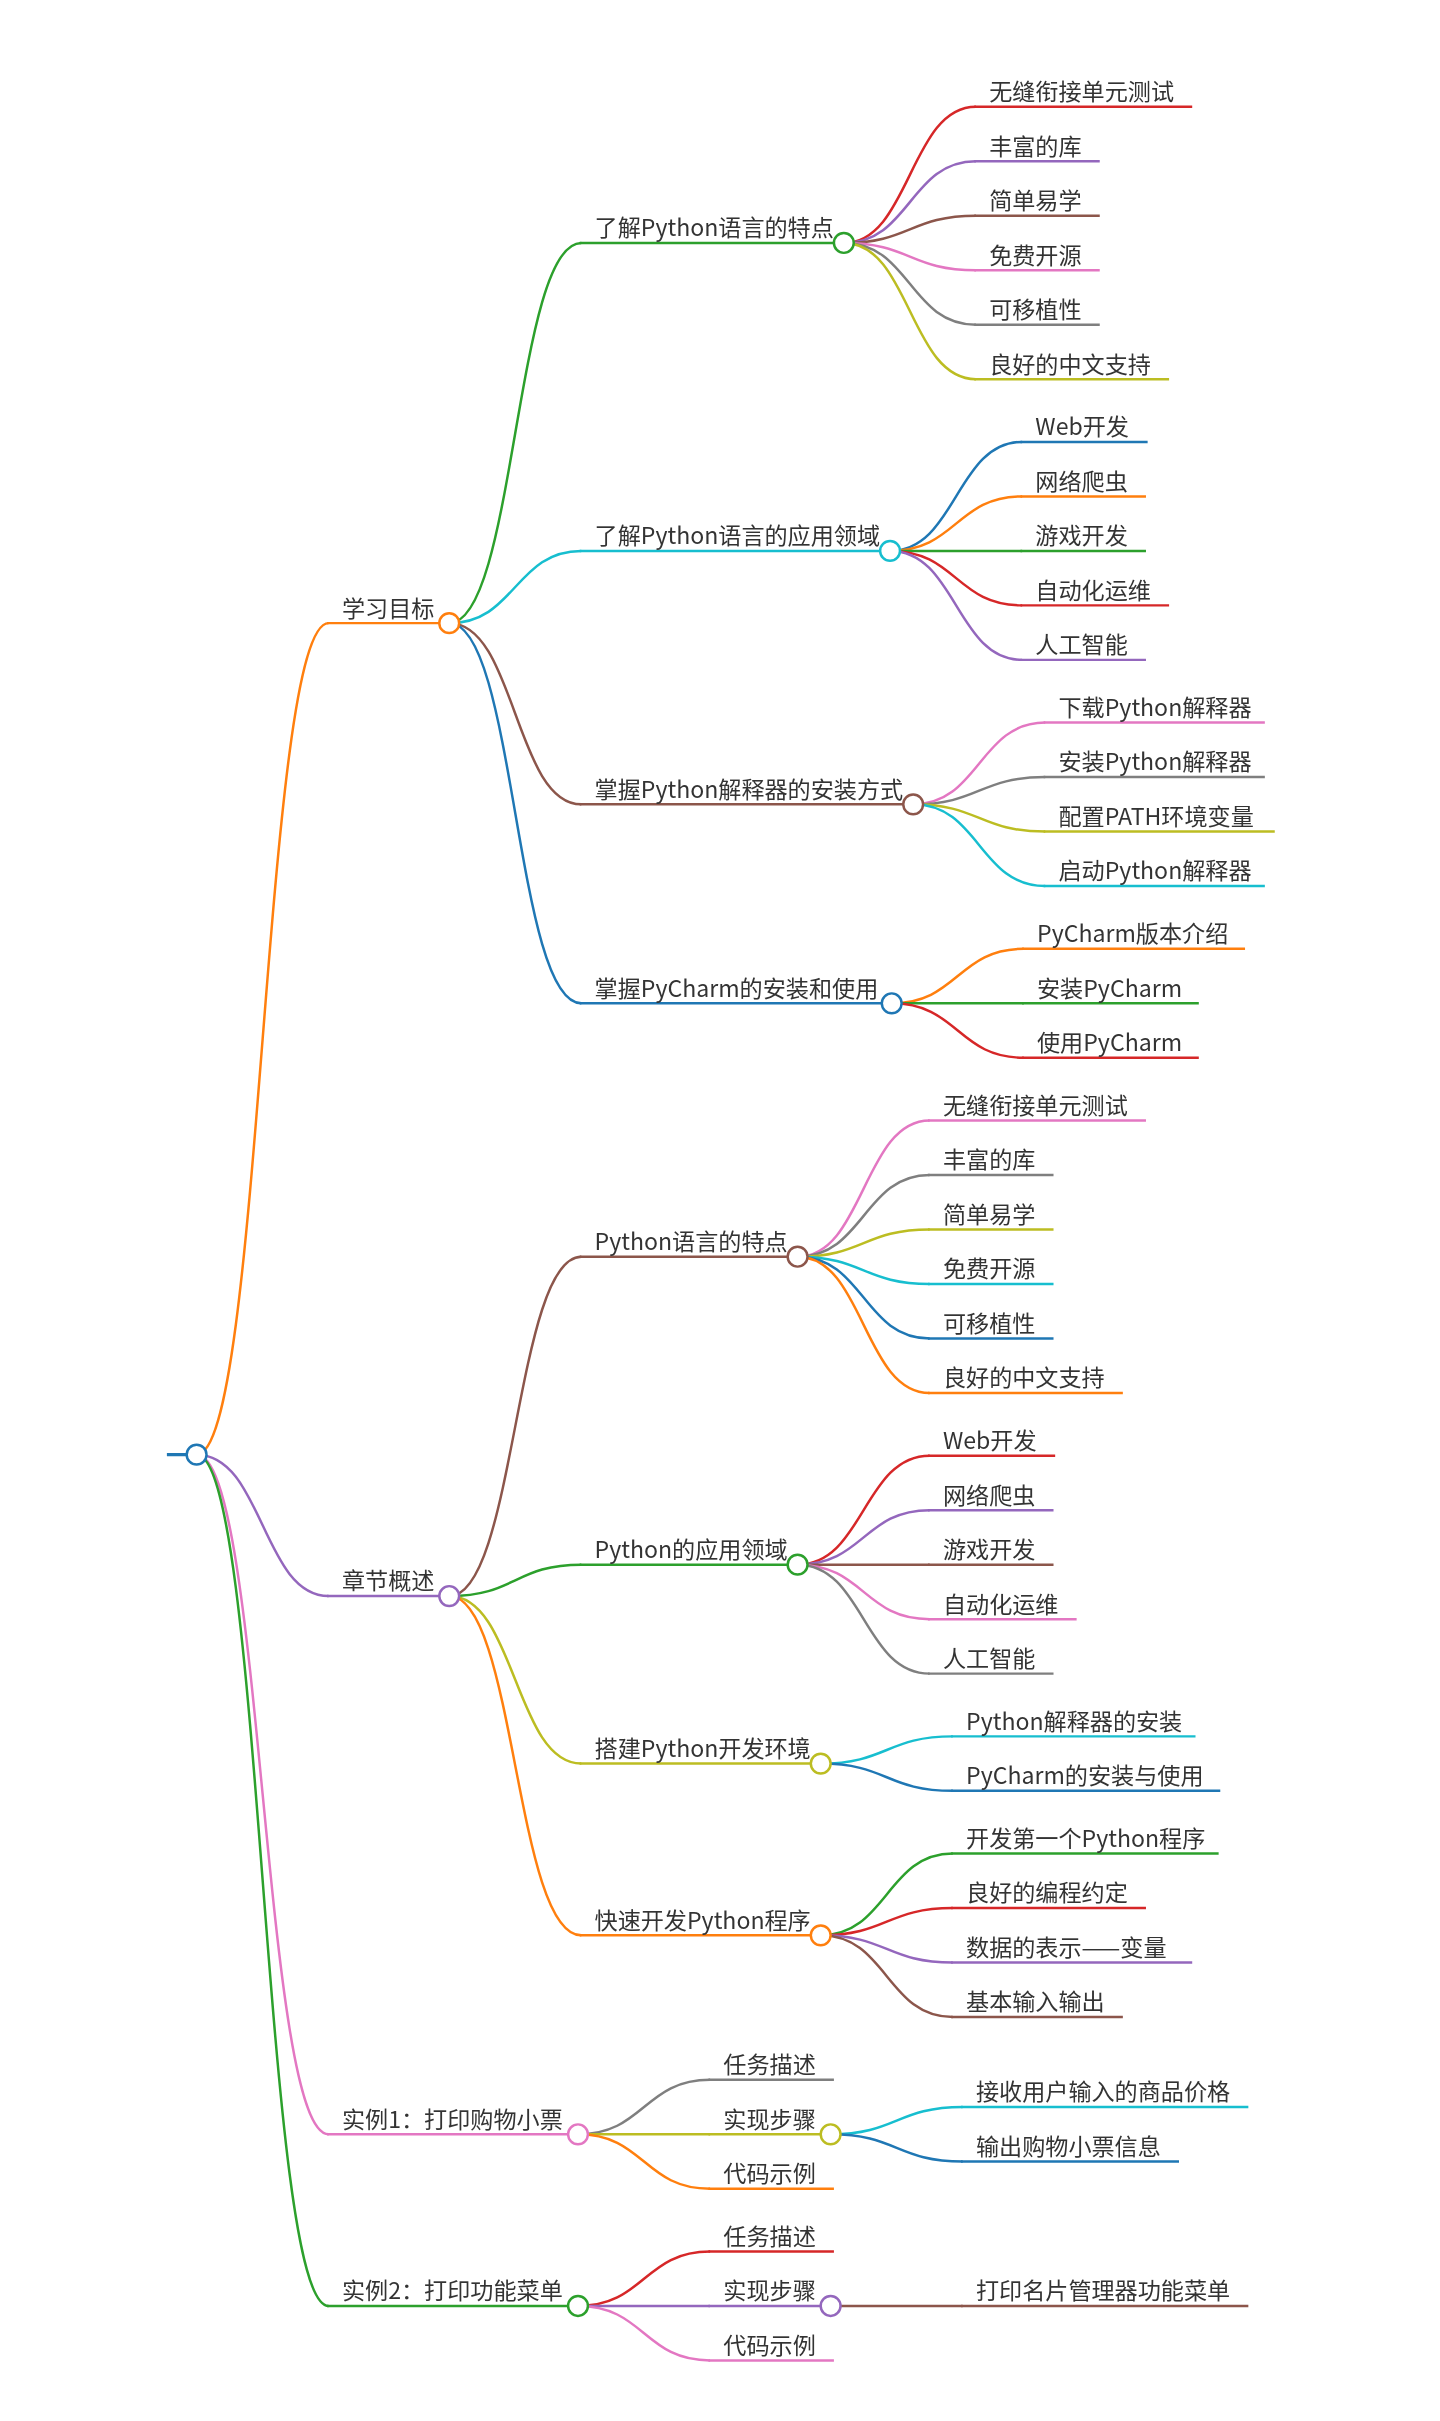 学习目标
了解Python语言的特点
无缝衔接单元测试
丰富的库
简单易学
免费开源
可移植性
良好的中文支持
了解Python语言的应用领域
Web开发
网络爬虫
游戏开发
自动化运维
人工智能
掌握Python解释器的安装方式
下载Python解释器
安装Python解释器
配置PATH环境变量
启动Python解释器
掌握PyCharm的安装和使用
PyCharm版本介绍
安装PyCharm
使用PyCharm
章节概述
Python语言的特点
无缝衔接单元测试
丰富的库
简单易学
免费开源
可移植性
良好的中文支持
Python的应用领域
Web开发
网络爬虫
游戏开发
自动化运维
人工智能
搭建Python开发环境
Python解释器的安装
PyCharm的安装与使用
快速开发Python程序
开发第一个Python程序
良好的编程约定
数据的表示——变量
基本输入输出
实例1：打印购物小票
任务描述
实现步骤
接收用户输入的商品价格
输出购物小票信息
代码示例
实例2：打印功能菜单
任务描述
实现步骤
打印名片管理器功能菜单
代码示例